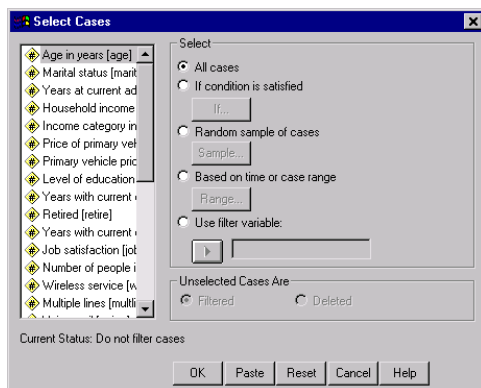 Select Cases
Age in years [age]
Marital status [marit
Years at current ad
Household income
Income category in
Price of primary veh
Primary vehicle pric
Level of education
Years with current e
Retired [retire]
Years with current e
Job satisfaction [job
Number of people i
Wireless service [w
Multiple lines [multli
Select
All cases
If condition is satisfied
If...
Random sample of cases
Sample...
Based on time or case range
Range...
Use filter variable:
Unselected Cases Are
Filtered
Deleted
Current Status: Do not filter cases
OK
Paste
Reset
Cancel
Help